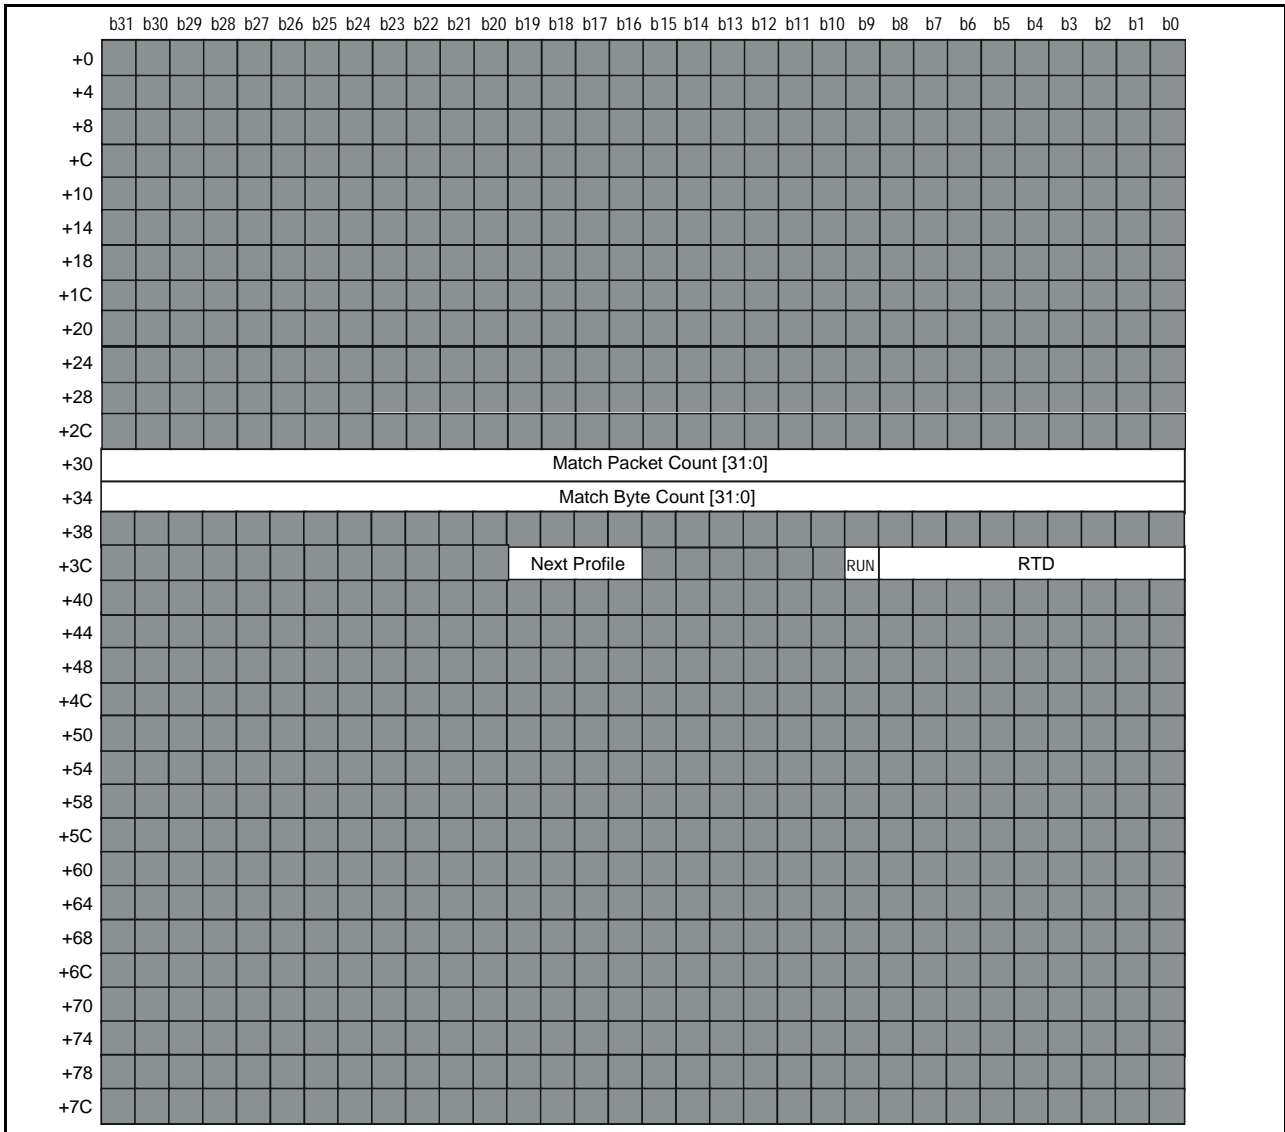 b31 b30 b29 b28 b27 b26 b25 b24 b23 b22 b21 b20 b19 b18 b17 b16 b15 b14 b13 b12 b11 b10 b9 b8 b7 b6 b5 b4 b3 b2 b1 b0
+0
+4
+8
+C
+10
+14
+18
+1C
+20
+24
+28
+2C
+30 Match Packet Count [31:0]
+34 Match Byte Count [31:0]
+38
+3C Next Profile RUN RTD
+40
+44
+48
+4C
+50
+54
+58
+5C
+60
+64
+68
+6C
+70
+74
+78
+7C